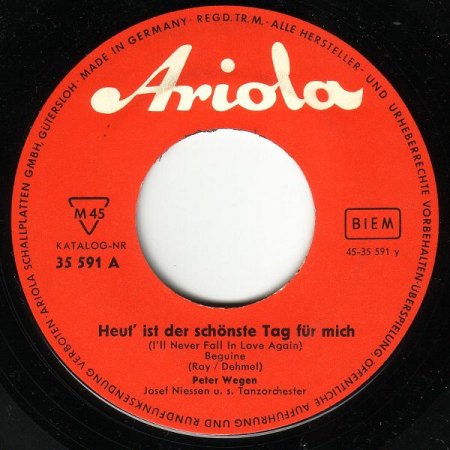 ARIOLA SCHALLPLATTEN GMBH, GÜTERSLOH · MADE IN GERMANY · REGD. TR. M. · ALLE HERSTELLER- UND URHEBERRECHTE VORBEHALTEN · ÜBERSPIELUNG, ÖFFENTLICHE AUFFÜHRUNG UND RUNDFUNKSENDUNG VERBOTEN
Ariola
M 45
BIEM
KATALOG-NR
35 591 A
45-35 591 y
Heut' ist der schönste Tag für mich
(I'll Never Fall In Love Again)
Beguine
(Ray / Dehmel)
Peter Wegen
Josef Niessen u. s. Tanzorchester